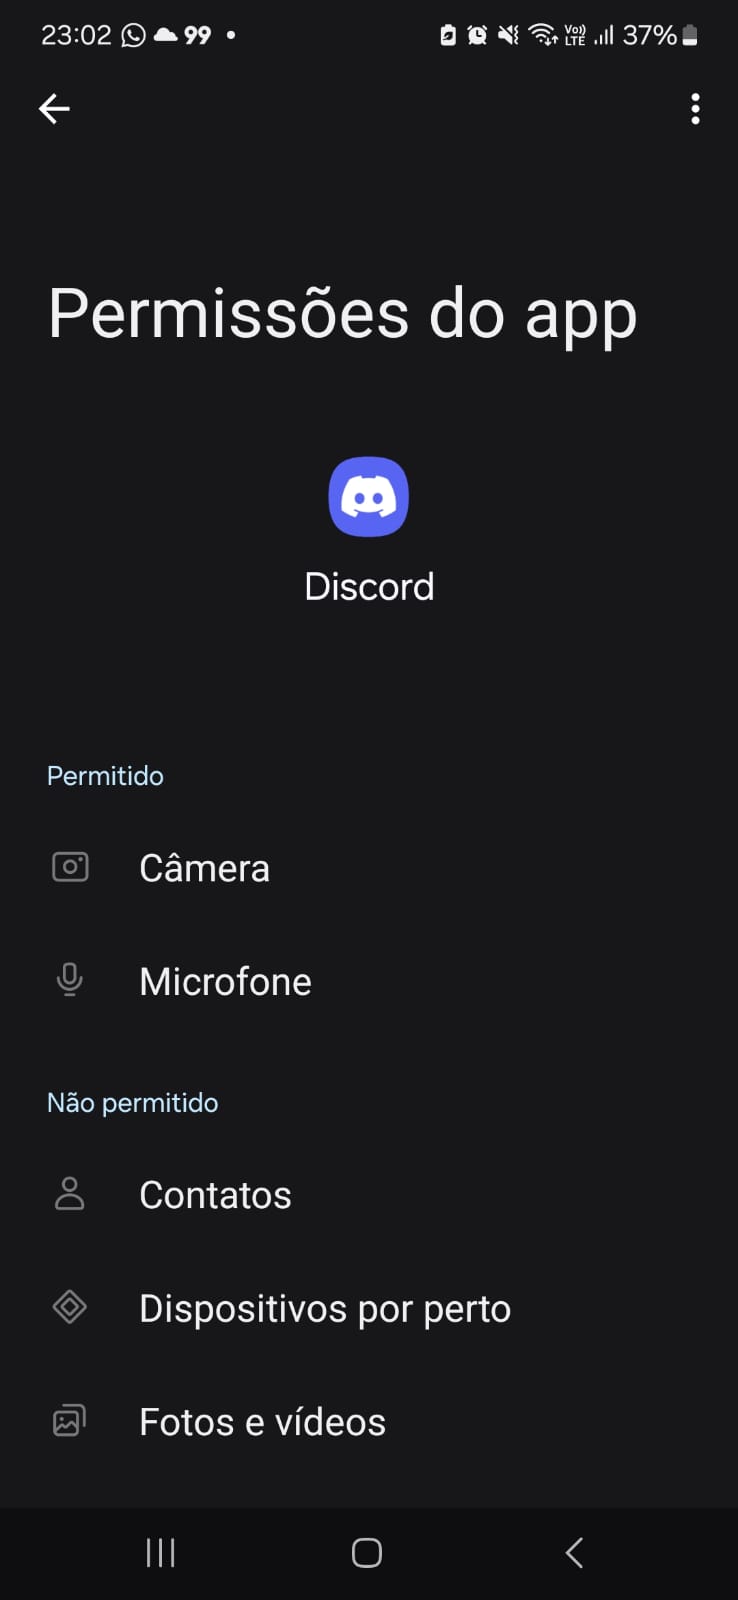 23:02 99 Vo)) LTE 37%
Permissões do app
Discord
Permitido
Câmera
Microfone
Não permitido
Contatos
Dispositivos por perto
Fotos e vídeos